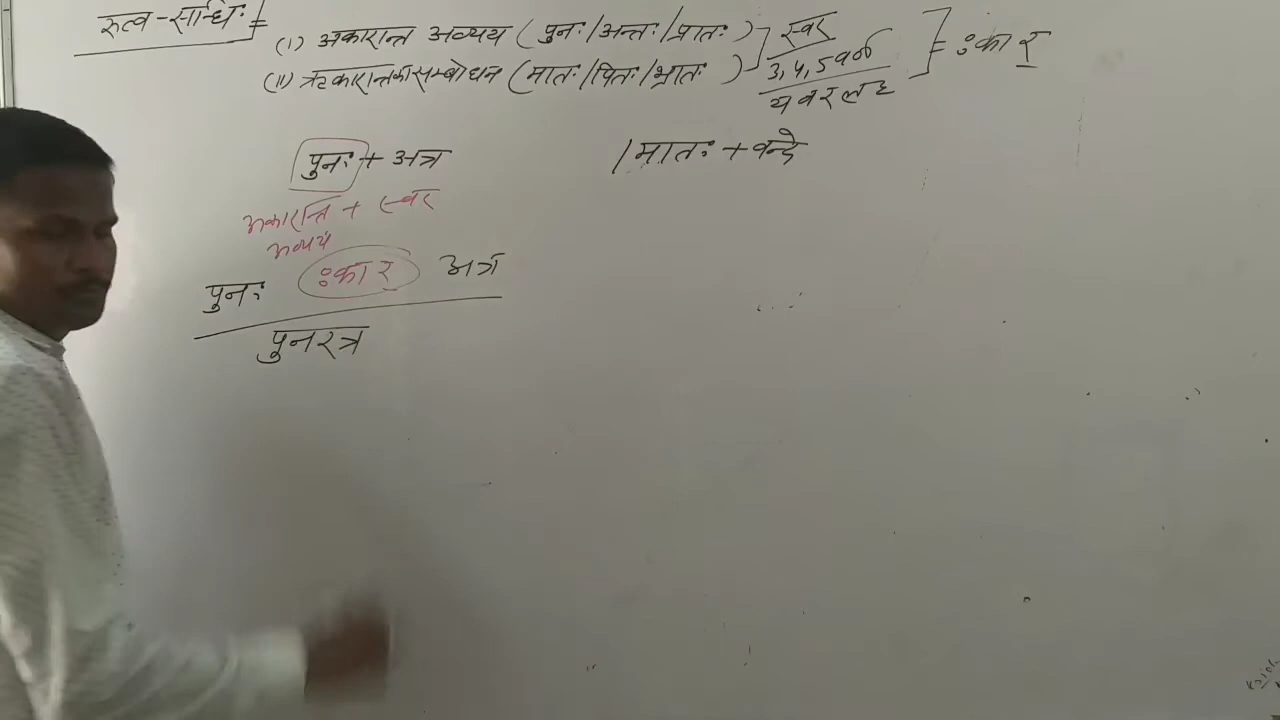 रुत्व-सन्धिः =
(i) अकारान्त अव्यय (पुनः/अन्तः/प्रातः) ] स्वर
(ii) ऋकारान्त का सम्बोधन (मातः/पितः/भ्रातः) 3,4,5 वर्ण ] = ः का र्
य व र ल ह
पुनः + अत्र /मातः + वन्दे
अकारान्त + स्वर
अव्यय
पुनः ः का र् अत्र
पुनरत्र